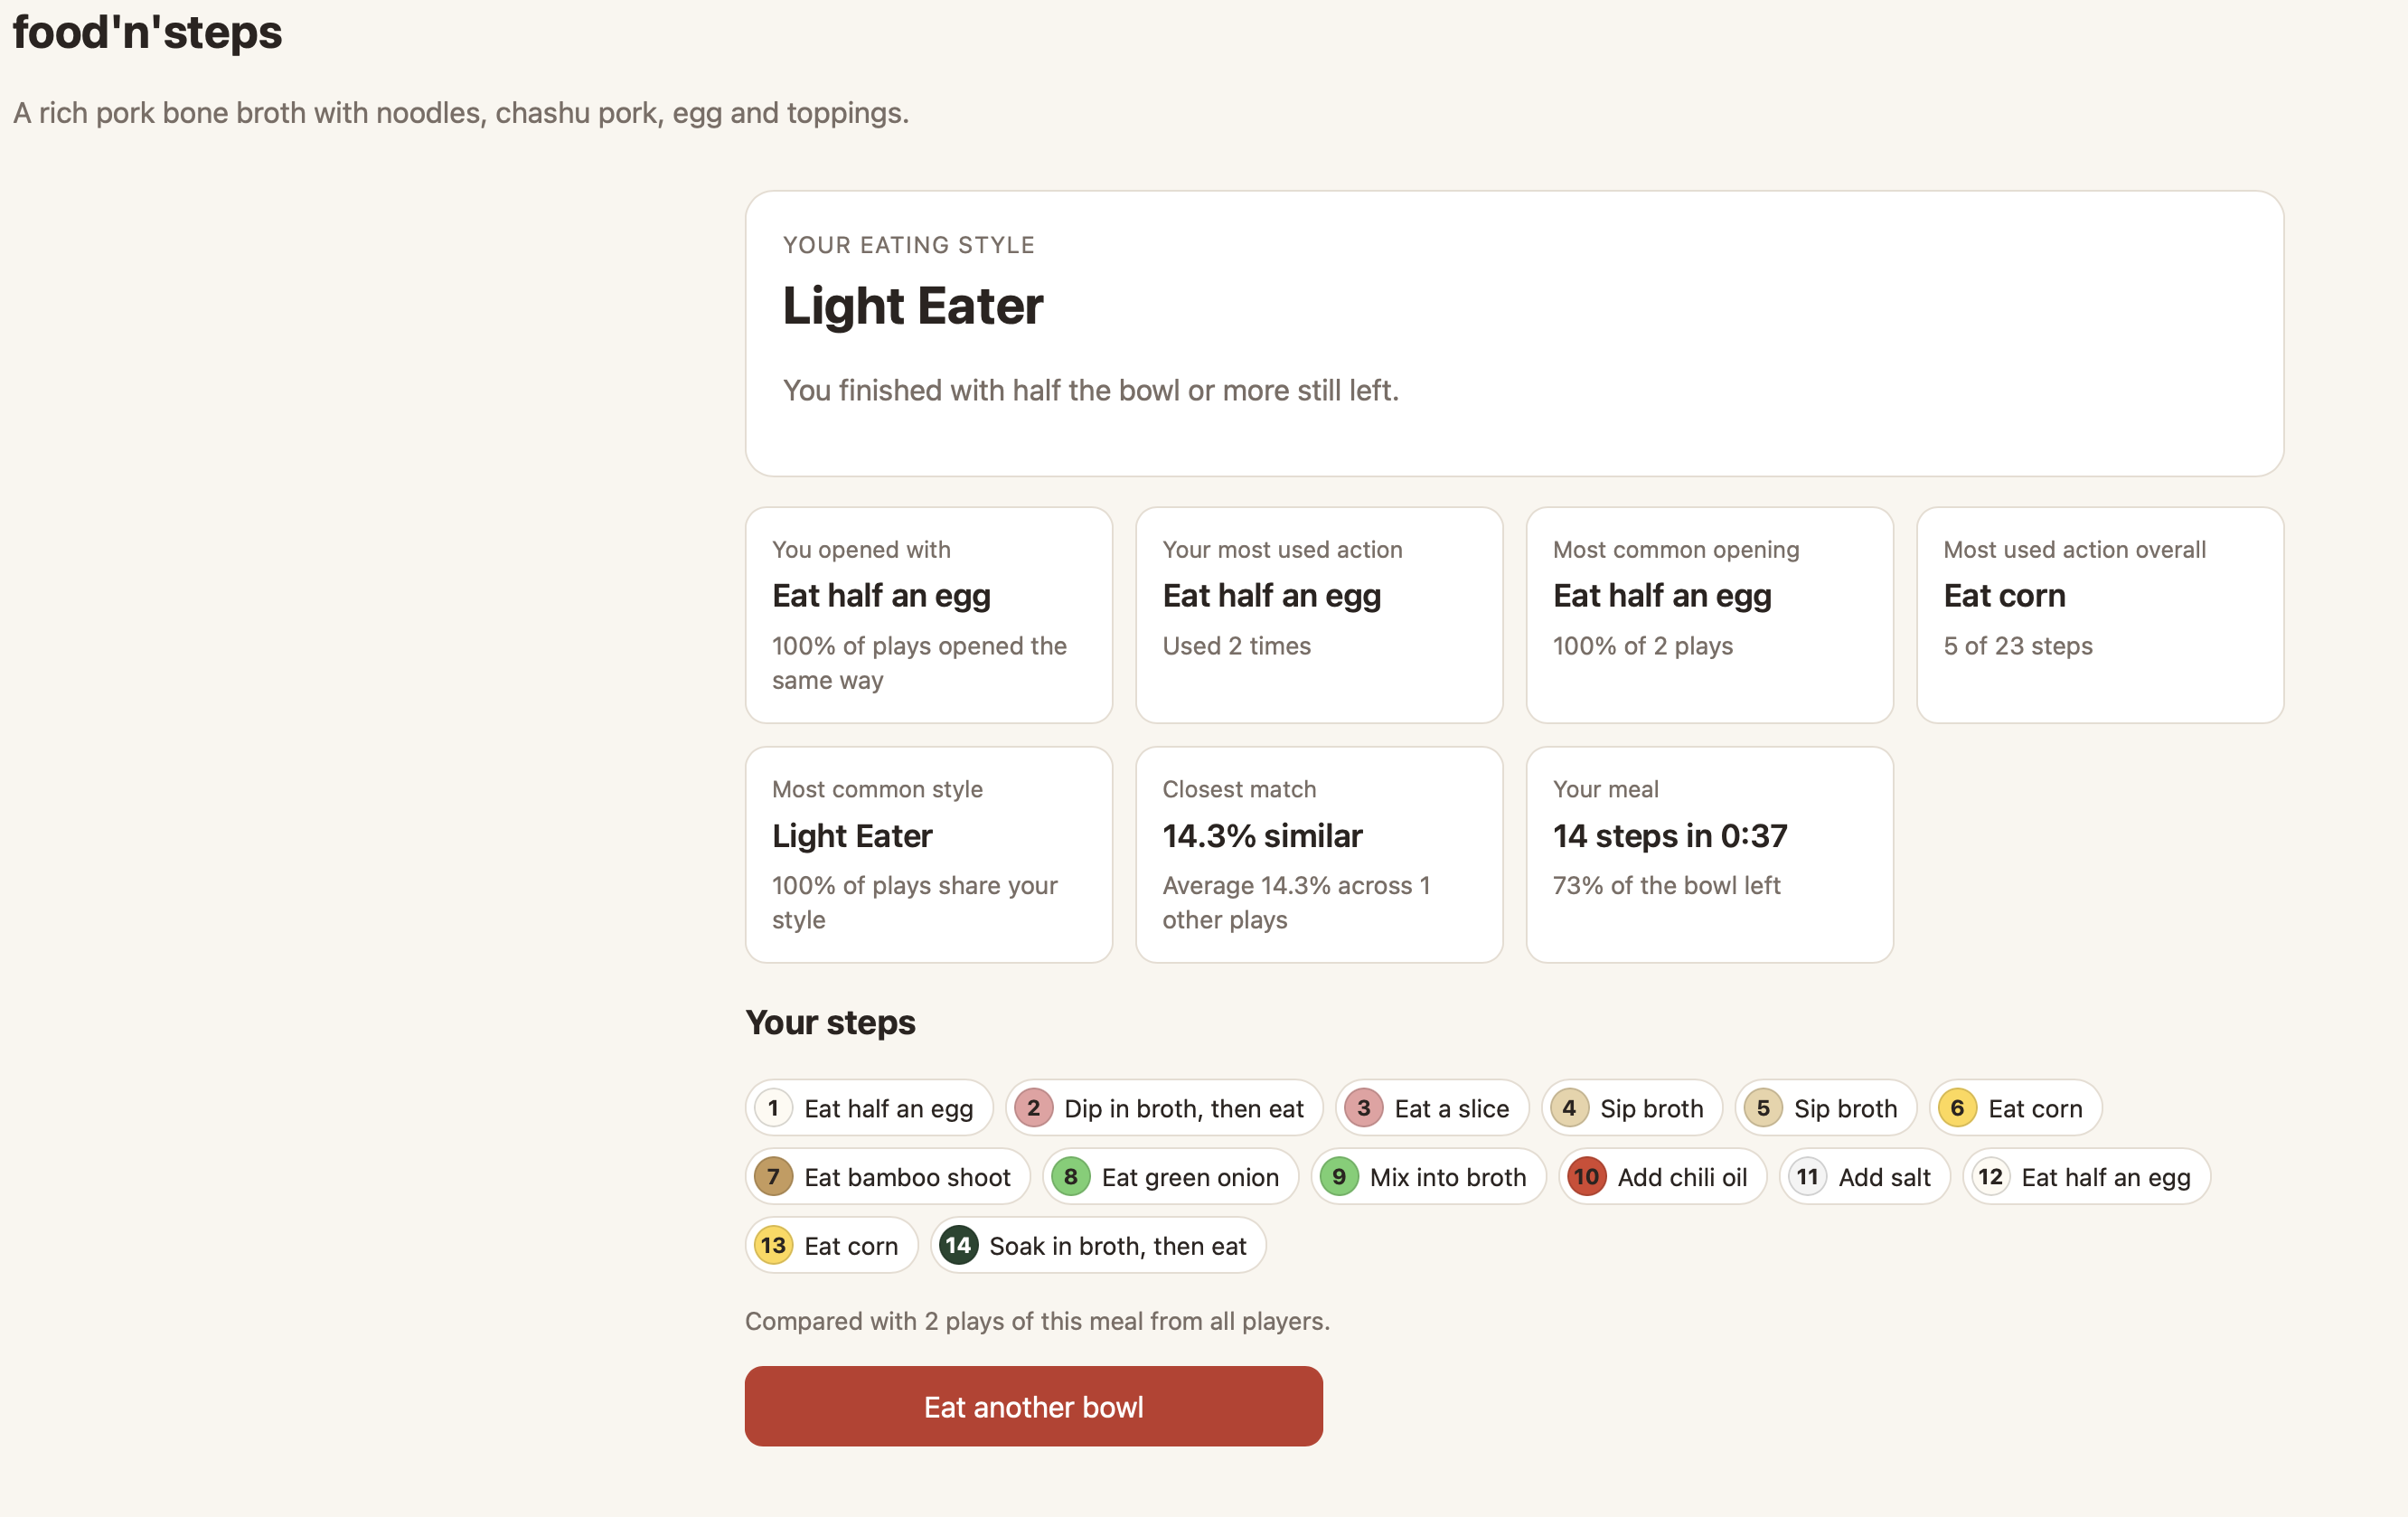 food'n'steps
A rich pork bone broth with noodles, chashu pork, egg and toppings.
YOUR EATING STYLE
Light Eater
You finished with half the bowl or more still left.
You opened with
Eat half an egg
100% of plays opened the
same way
Your most used action
Eat half an egg
Used 2 times
Most common opening
Eat half an egg
100% of 2 plays
Most used action overall
Eat corn
5 of 23 steps
Most common style
Light Eater
100% of plays share your
style
Closest match
14.3% similar
Average 14.3% across 1
other plays
Your meal
14 steps in 0:37
73% of the bowl left
Your steps
1 Eat half an egg 2 Dip in broth, then eat 3 Eat a slice 4 Sip broth 5 Sip broth 6 Eat corn
7 Eat bamboo shoot 8 Eat green onion 9 Mix into broth 10 Add chili oil 11 Add salt 12 Eat half an egg
13 Eat corn 14 Soak in broth, then eat
Compared with 2 plays of this meal from all players.
Eat another bowl